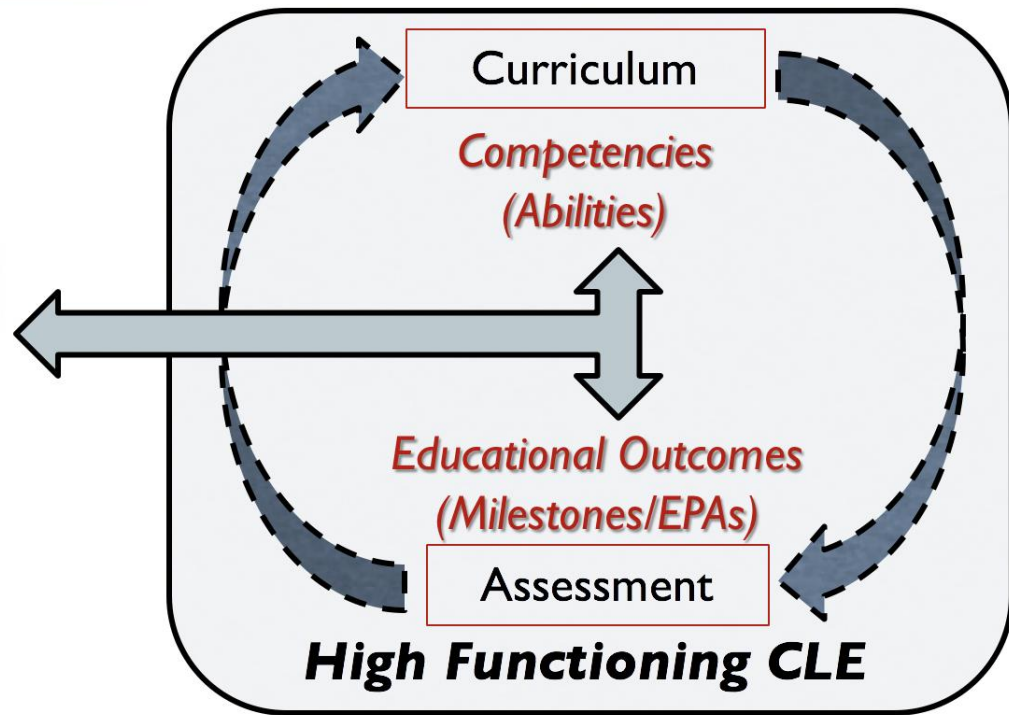 Curriculum
Competencies
(Abilities)
Educational Outcomes
(Milestones/EPAs)
Assessment
High Functioning CLE